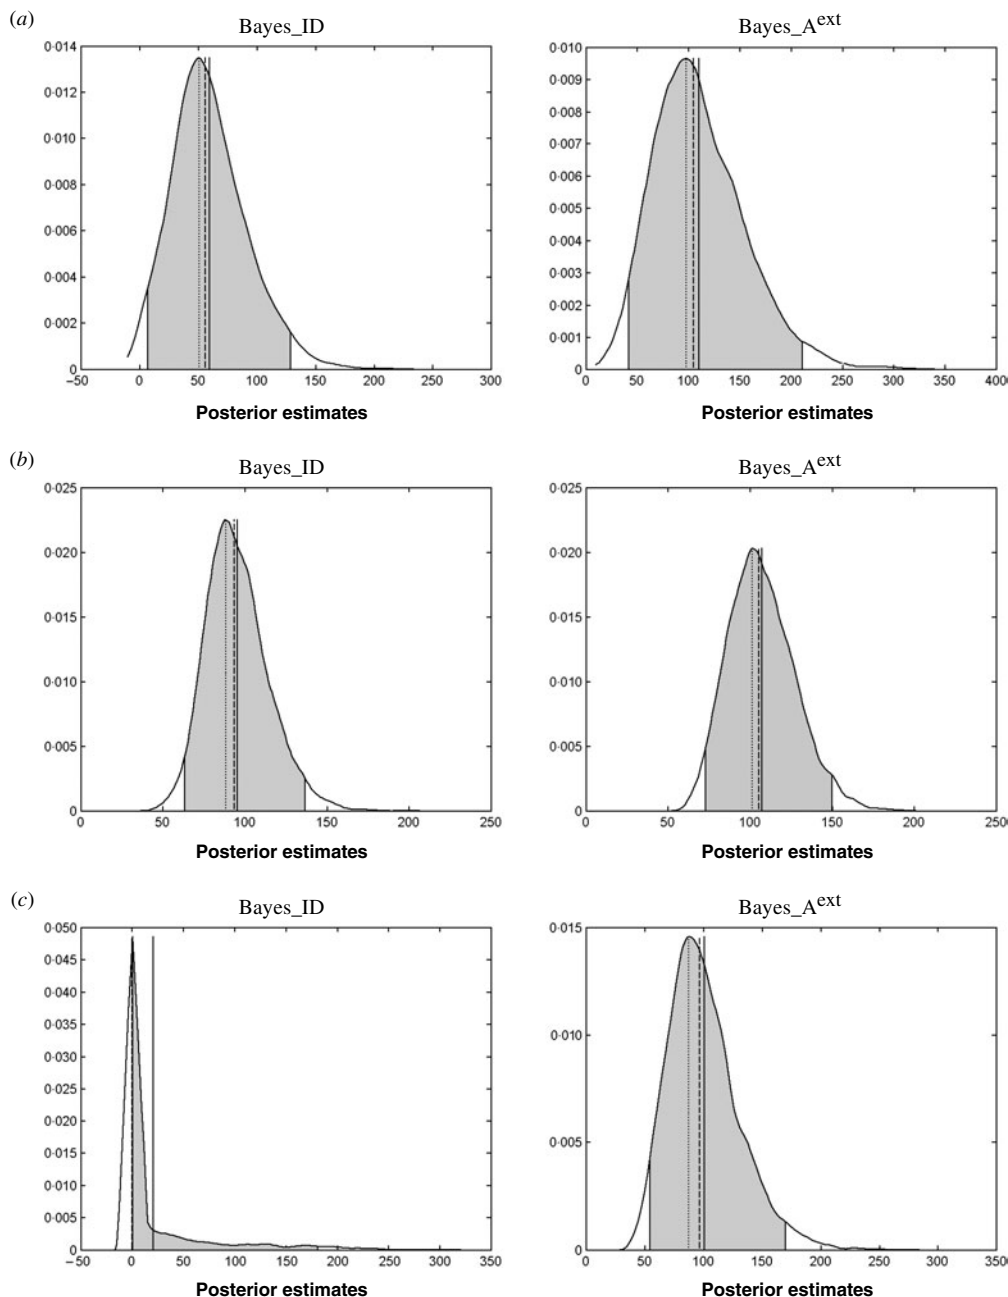 (a)
Bayes_ID
0·014
0·012
0·010
0·008
0·006
0·004
0·002
0
−50 0 50 100 150 200 250 300
Posterior estimates
Bayes_A^ext
0·010
0·009
0·008
0·007
0·006
0·005
0·004
0·003
0·002
0·001
0
0 50 100 150 200 250 300 350 4000
Posterior estimates
(b)
Bayes_ID
0·025
0·020
0·015
0·010
0·005
0
0 50 100 150 200 250
Posterior estimates
Bayes_A^ext
0·025
0·020
0·015
0·010
0·005
0
0 50 100 150 200 250
Posterior estimates
(c)
Bayes_ID
0·050
0·045
0·040
0·035
0·030
0·025
0·020
0·015
0·010
0·005
0
−50 0 50 100 150 200 250 300 350
Posterior estimates
Bayes_A^ext
0·015
0·010
0·005
0
0 50 100 150 200 250 300 3500
Posterior estimates